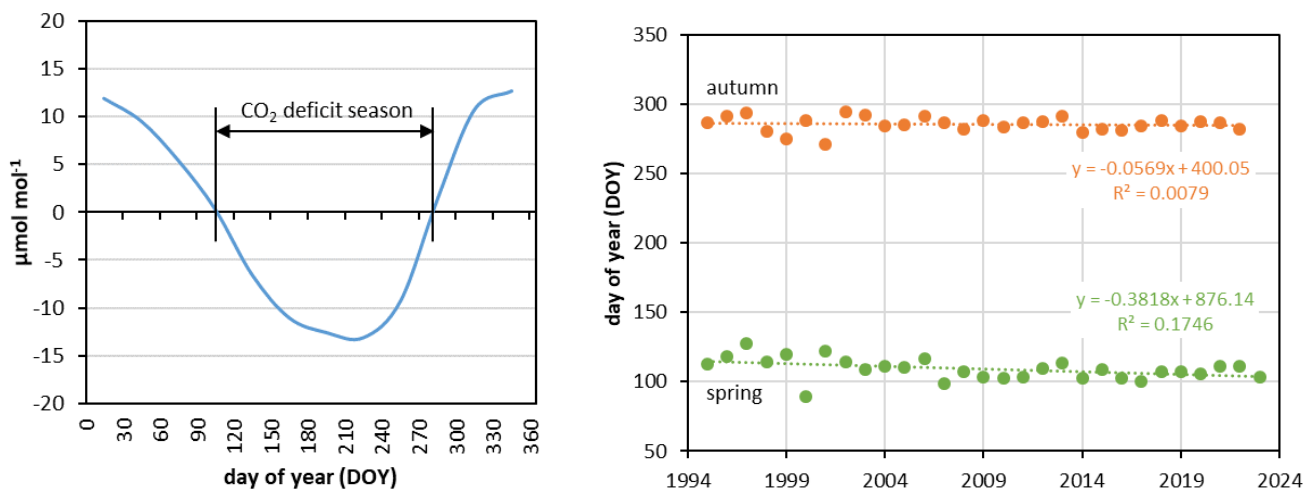 20
15
10
5
0
-5
-10
-15
-20
µmol mol-1
CO2 deficit season
0 30 60 90 120 150 180 210 240 270 300 330 360
day of year (DOY)
350
300
250
200
150
100
50
day of year (DOY)
autumn
y = -0.0569x + 400.05
R² = 0.0079
y = -0.3818x + 876.14
R² = 0.1746
spring
1994 1999 2004 2009 2014 2019 2024